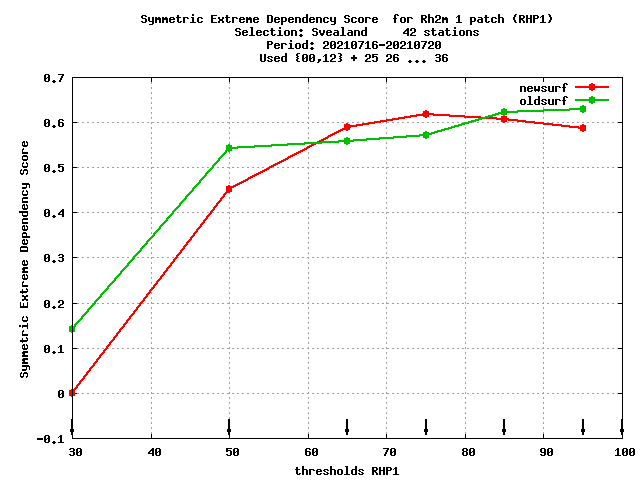 Symmetric Extreme Dependency Score  for Rh2m 1 patch (RHP1)
Selection: Svealand     42 stations
Period: 20210716-20210720
Used {00,12} + 25 26 ... 36
newsurf
oldsurf
0.7
0.6
0.5
0.4
0.3
0.2
0.1
0
-0.1
Symmetric Extreme Dependency Score
30 40 50 60 70 80 90 100
thresholds RHP1